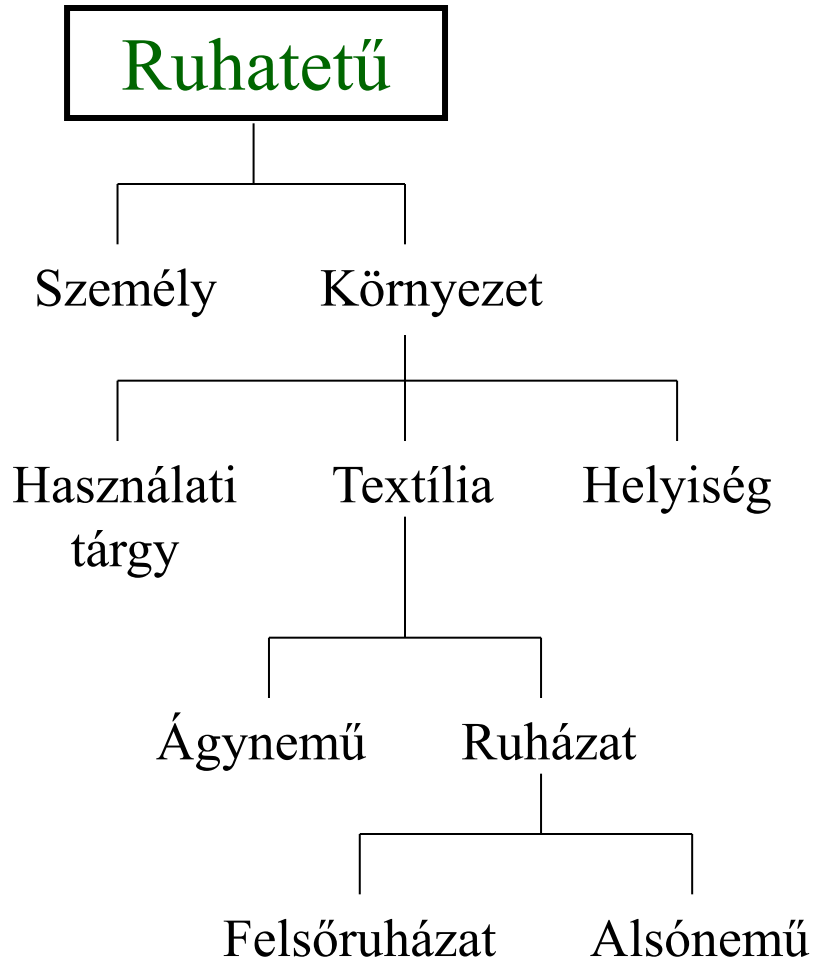 Ruhatetű
Személy
Környezet
Használati
tárgy
Textília
Helyiség
Ágynemű
Ruházat
Felsőruházat
Alsónemű